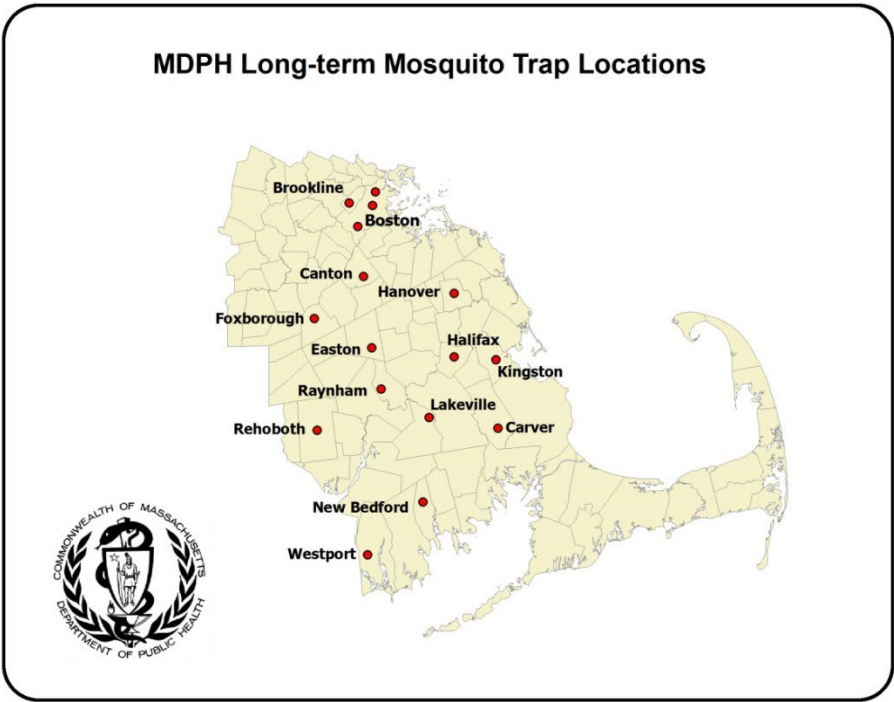 MDPH Long-term Mosquito Trap Locations
Brookline
Boston
Canton
Hanover
Foxborough
Halifax
Easton
Kingston
Raynham
Lakeville
Rehoboth
Carver
New Bedford
Westport
COMMONWEALTH OF MASSACHUSETTS
DEPARTMENT OF PUBLIC HEALTH